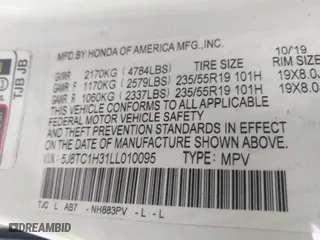 TJB JB
MFD.BY HONDA OF AMERICA MFG.,INC. 10/19
GVWR 2170KG (4784LBS) TIRE SIZE RIM SIZE
GAWR F 1170KG (2579LBS) 235/55R19 101H 19X8.0
GAWR R 1060KG (2337LBS) 235/55R19 101H 19X8.0
THIS VEHICLE CONFORMS TO ALL APPLICABLE
FEDERAL MOTOR VEHICLE SAFETY AND
THEFT PREVENTION STANDARDS IN EFFECT ON
THE DATE OF MANUFACTURE SHOWN ABOVE.
V.I.N.: 5J8TC1H31LL010095 TYPE: MPV
TJC L AB7 - NH883PV - L - L
DREAMBID